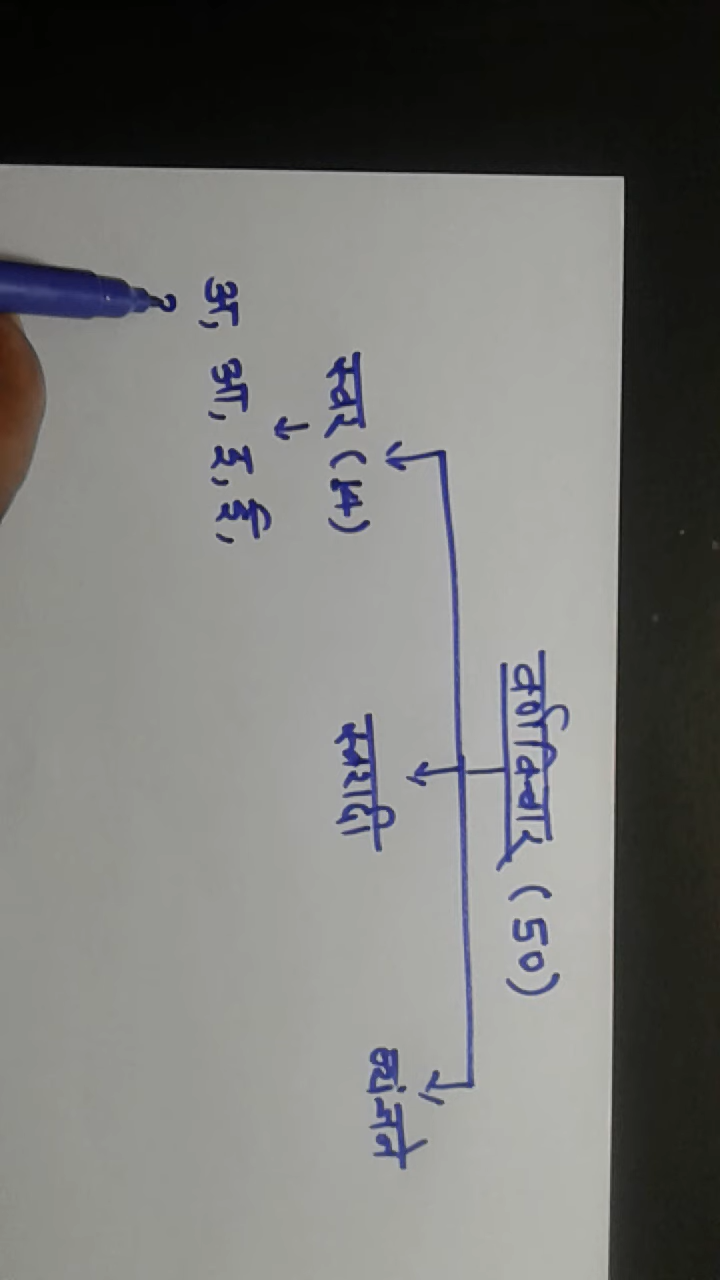 वर्णविचार (50)
स्वर (14) स्वरादी व्यंजने
अ, आ, इ, ई,